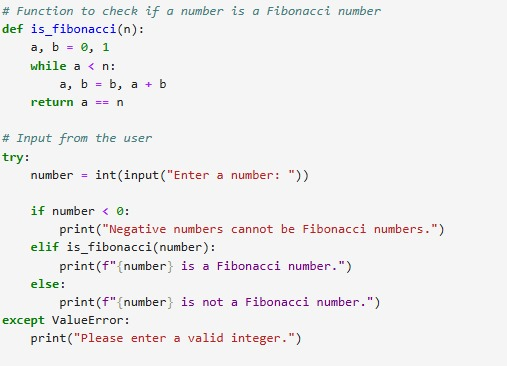 # Function to check if a number is a Fibonacci number
def is_fibonacci(n):
    a, b = 0, 1
    while a < n:
        a, b = b, a + b
    return a == n

# Input from the user
try:
    number = int(input("Enter a number: "))

    if number < 0:
        print("Negative numbers cannot be Fibonacci numbers.")
    elif is_fibonacci(number):
        print(f"{number} is a Fibonacci number.")
    else:
        print(f"{number} is not a Fibonacci number.")
except ValueError:
    print("Please enter a valid integer.")